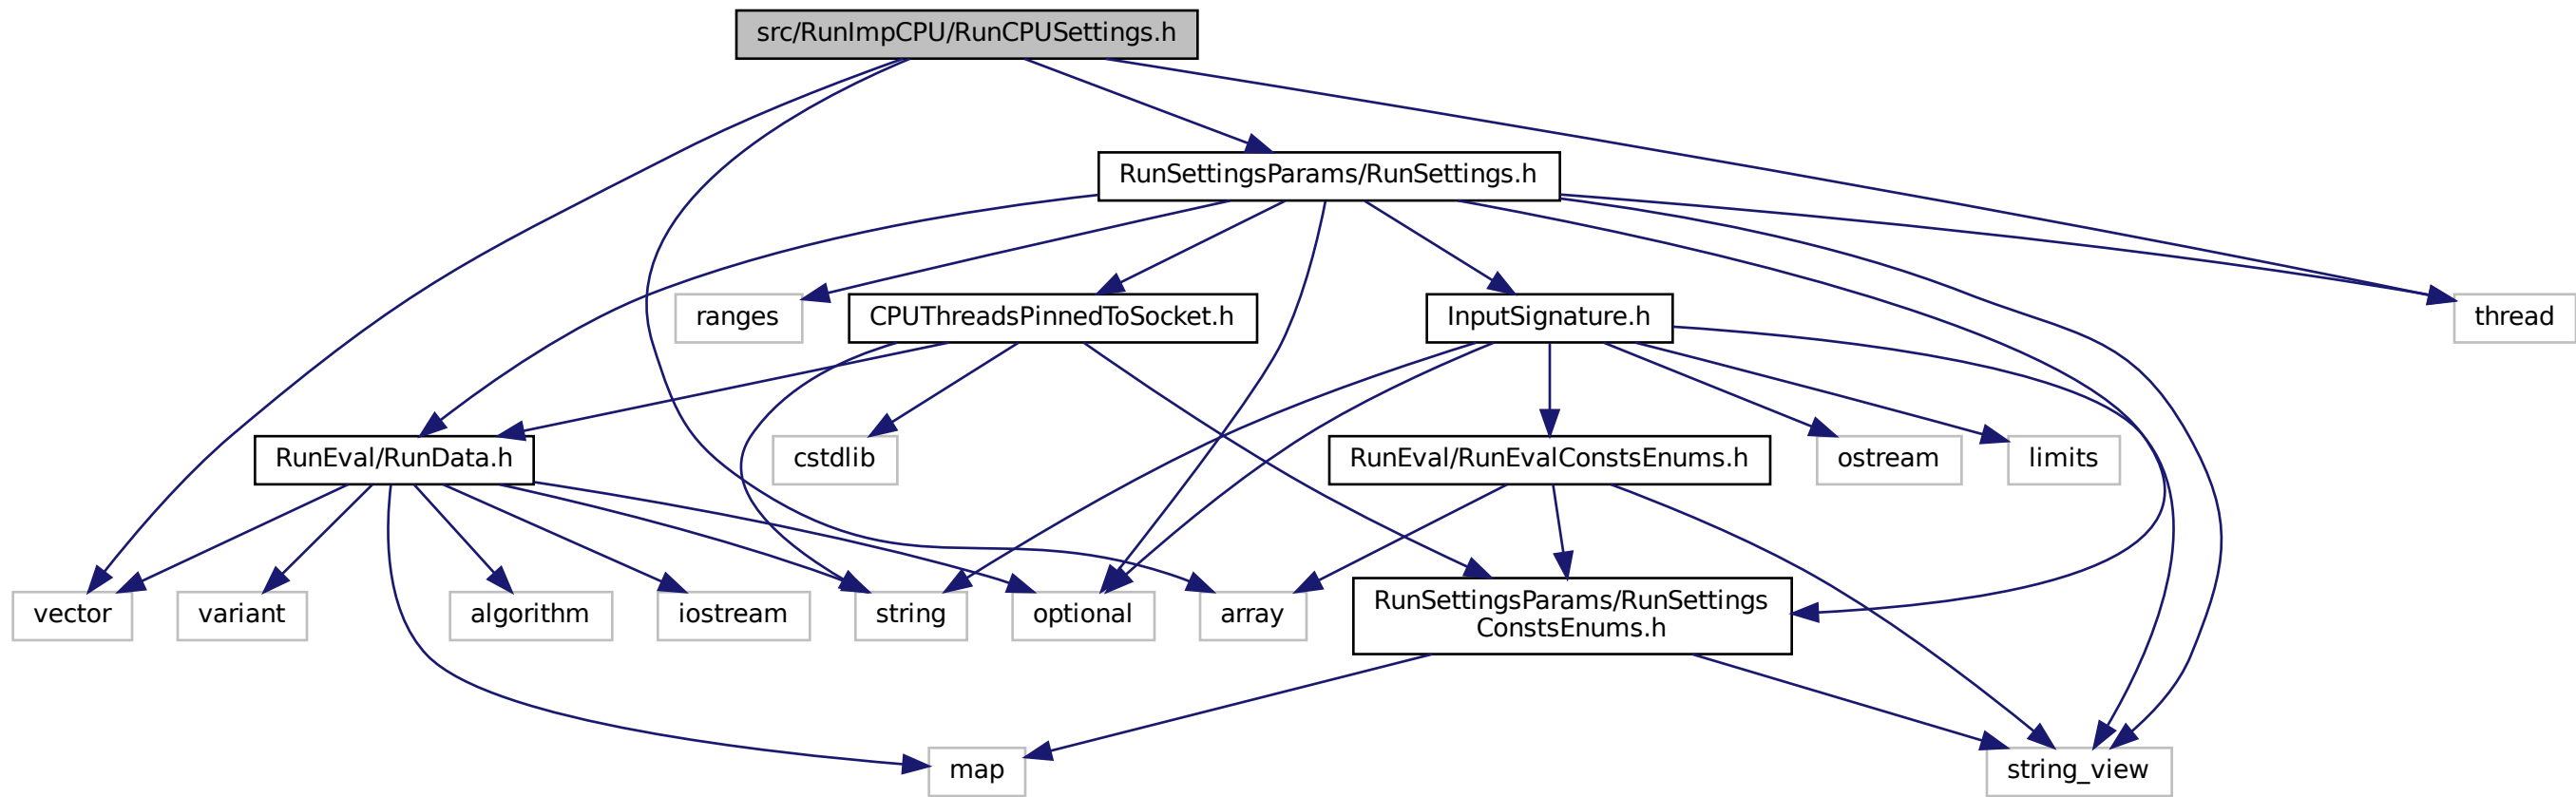 src/RunImpCPU/RunCPUSettings.h
RunSettingsParams/RunSettings.h
ranges
CPUThreadsPinnedToSocket.h
InputSignature.h
thread
RunEval/RunData.h
cstdlib
RunEval/RunEvalConstsEnums.h
ostream
limits
vector
variant
algorithm
iostream
string
optional
array
RunSettingsParams/RunSettings
ConstsEnums.h
map
string_view